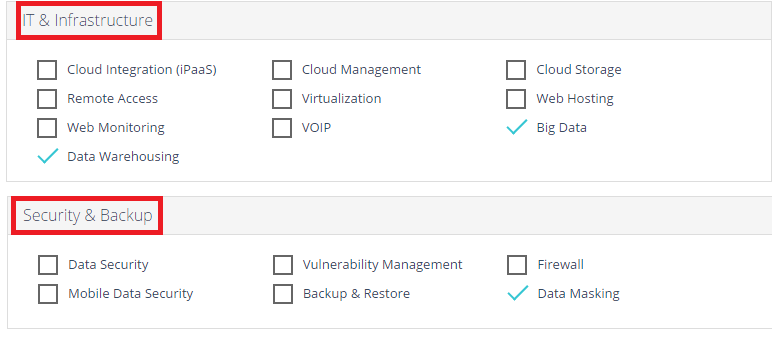 IT & Infrastructure
Cloud Integration (iPaaS) Cloud Management Cloud Storage
Remote Access Virtualization Web Hosting
Web Monitoring VOIP Big Data
Data Warehousing
Security & Backup
Data Security Vulnerability Management Firewall
Mobile Data Security Backup & Restore Data Masking